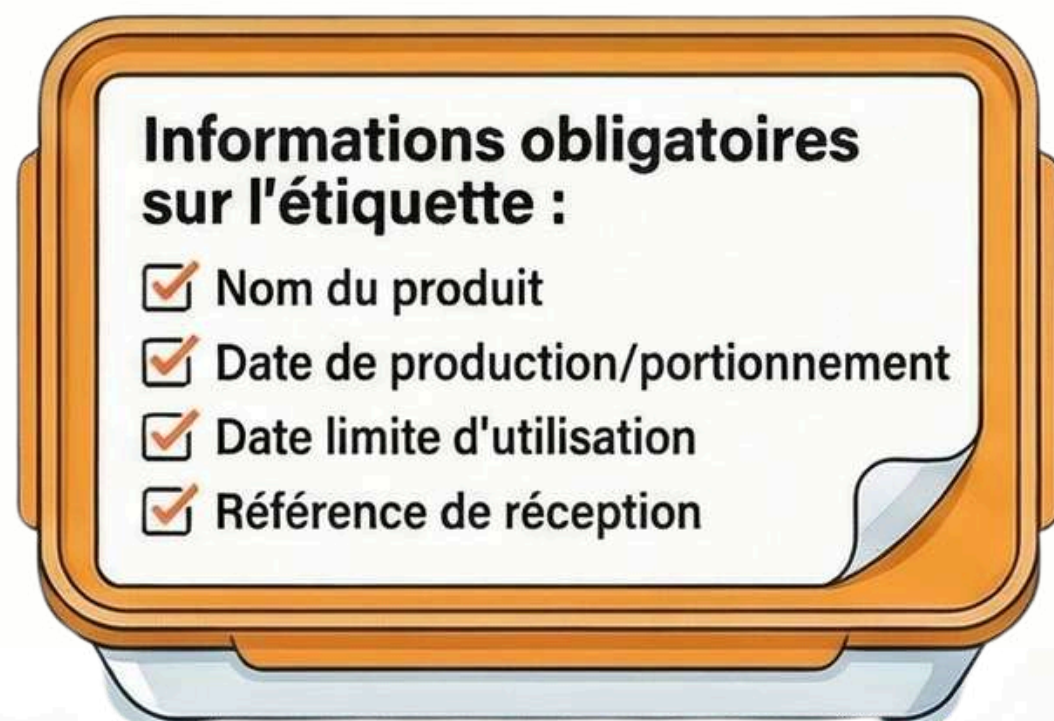 Informations obligatoires
sur l'étiquette :
Nom du produit
Date de production/portionnement
Date limite d'utilisation
Référence de réception